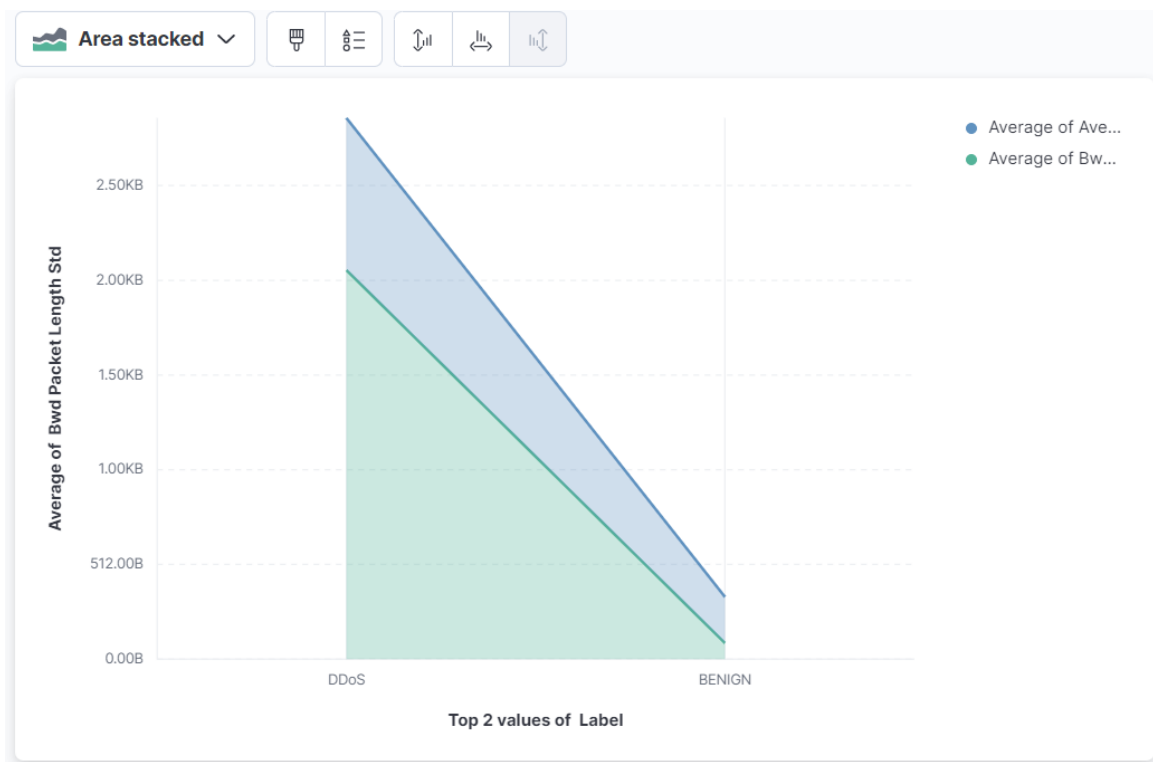 Area stacked
Average of Ave...
Average of Bw...
Average of Bwd Packet Length Std
2.50KB
2.00KB
1.50KB
1.00KB
512.00B
0.00B
DDoS
BENIGN
Top 2 values of Label